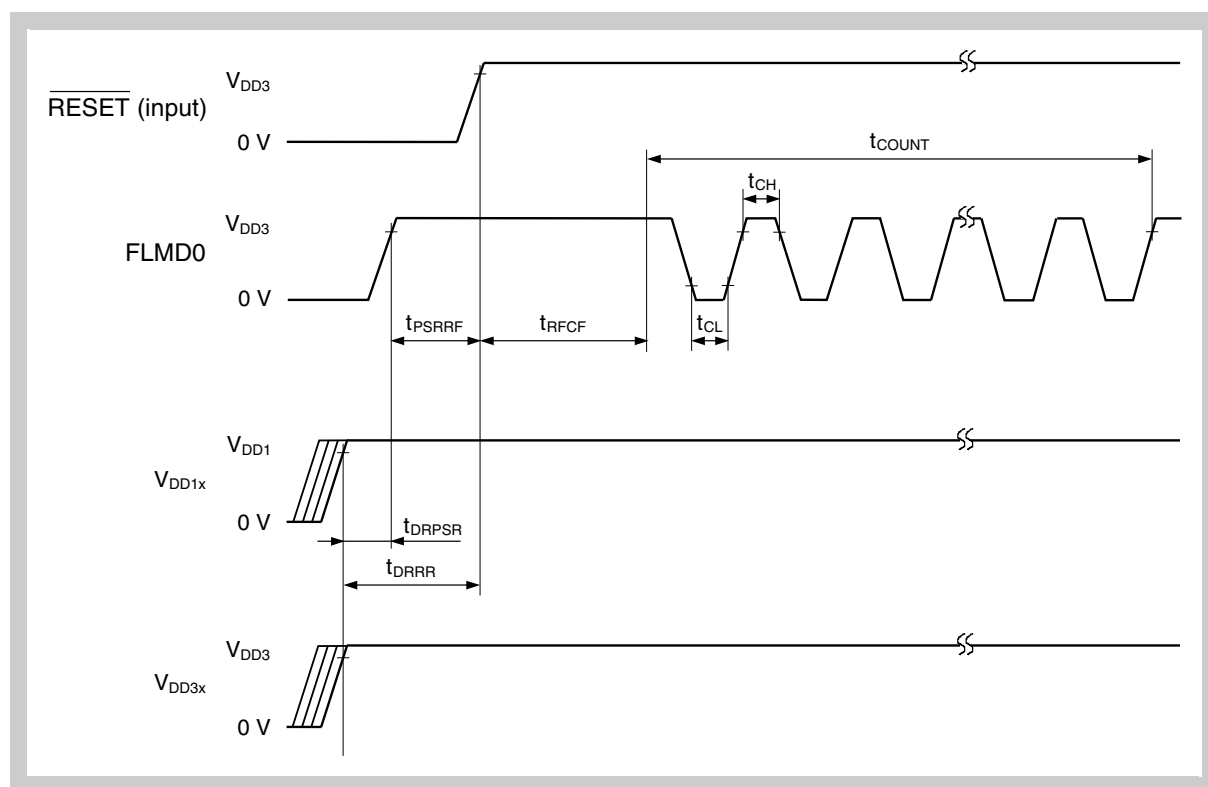 VDD3
RESET (input)
0 V
tCOUNT
tCH
VDD3
FLMD0
0 V
tPSRRF
tRFCF
tCL
VDD1
VDD1x
0 V
tDRPSR
tDRRR
VDD3
VDD3x
0 V